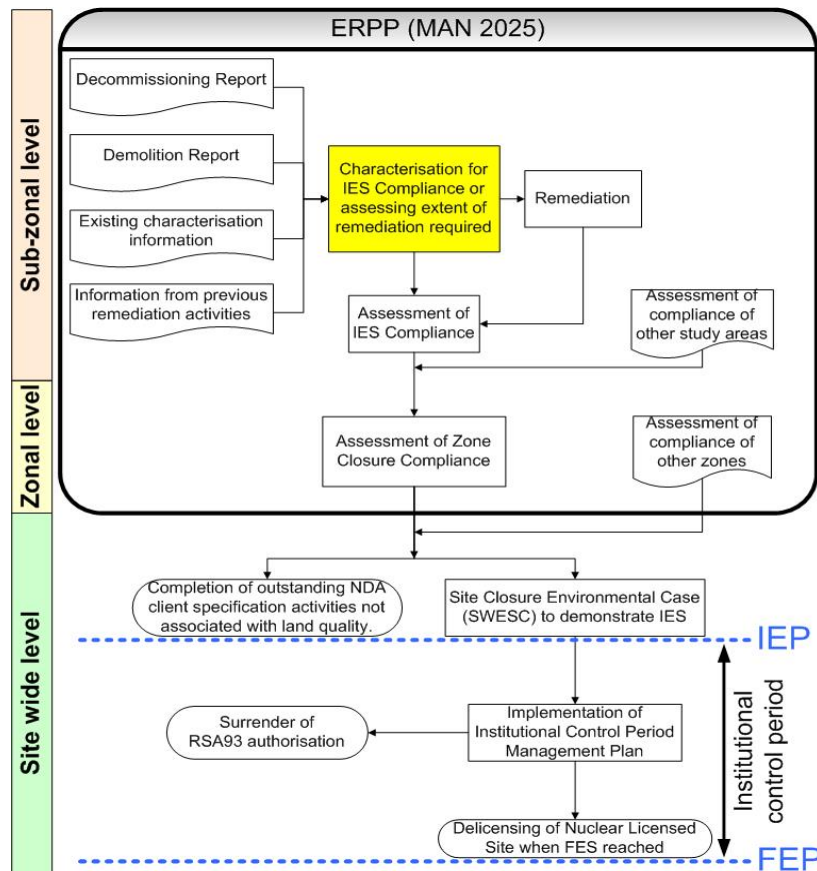 ERPP (MAN 2025)
Sub-zonal level
Decommissioning Report
Demolition Report
Existing characterisation
information
Information from previous
remediation activities
Characterisation for
IES Compliance or
assessing extent of
remediation required
Remediation
Assessment of
IES Compliance
Assessment of
compliance of
other study areas
Zonal level
Assessment of Zone
Closure Compliance
Assessment of
compliance of
other zones
Site wide level
Completion of outstanding NDA
client specification activities not
associated with land quality.
Site Closure Environmental Case
(SWESC) to demonstrate IES
IEP
Surrender of
RSA93 authorisation
Implementation of
Institutional Control Period
Management Plan
Institutional
control period
Delicensing of Nuclear Licensed
Site when FES reached
FEP